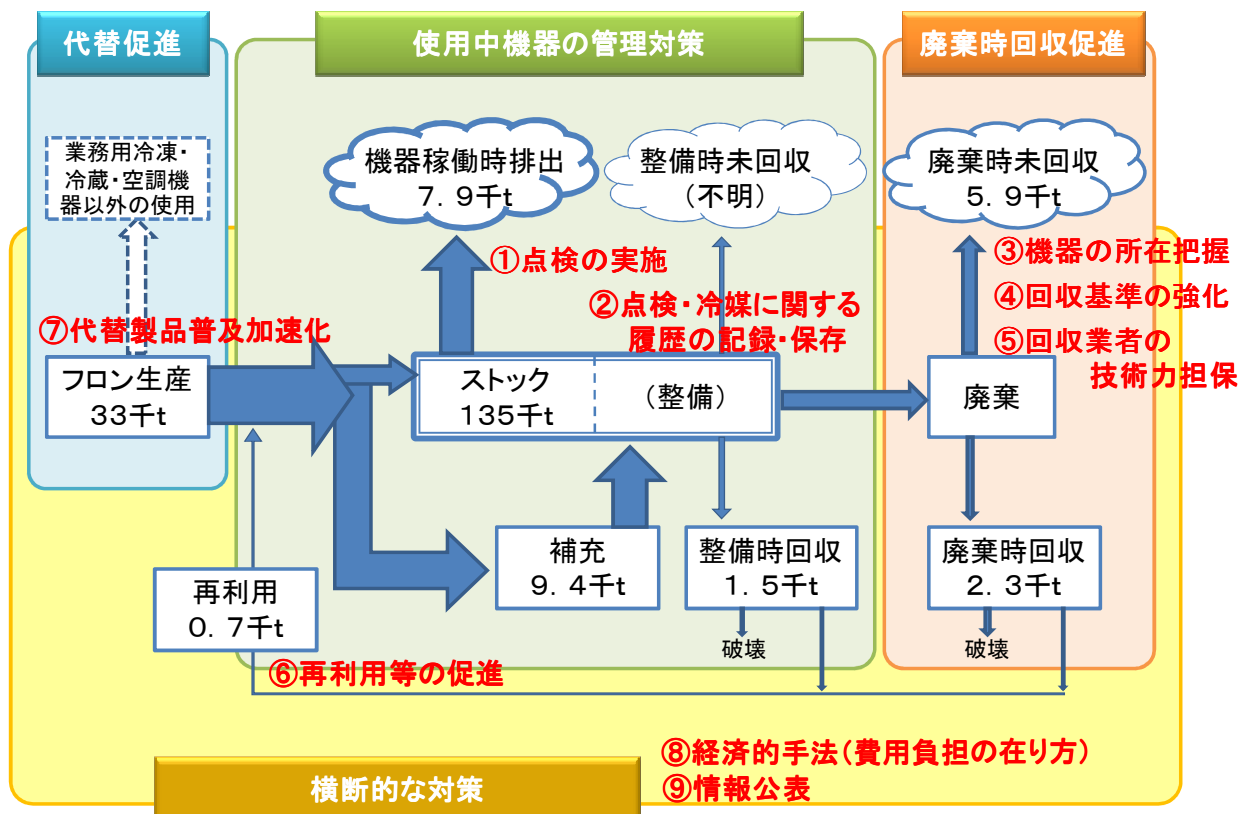 代替促進
使用中機器の管理対策
廃棄時回収促進
業務用冷凍・
冷蔵・空調機
器以外の使用
機器稼働時排出
7．9千t
整備時未回収
（不明）
廃棄時未回収
5．9千t
①点検の実施
②点検・冷媒に関する
履歴の記録・保存
③機器の所在把握
④回収基準の強化
⑤回収業者の
技術力担保
⑦代替製品普及加速化
フロン生産
33千t
ストック
135千t
（整備）
廃棄
補充
9．4千t
整備時回収
1．5千t
廃棄時回収
2．3千t
再利用
0．7千t
破壊
破壊
⑥再利用等の促進
⑧経済的手法（費用負担の在り方）
⑨情報公表
横断的な対策